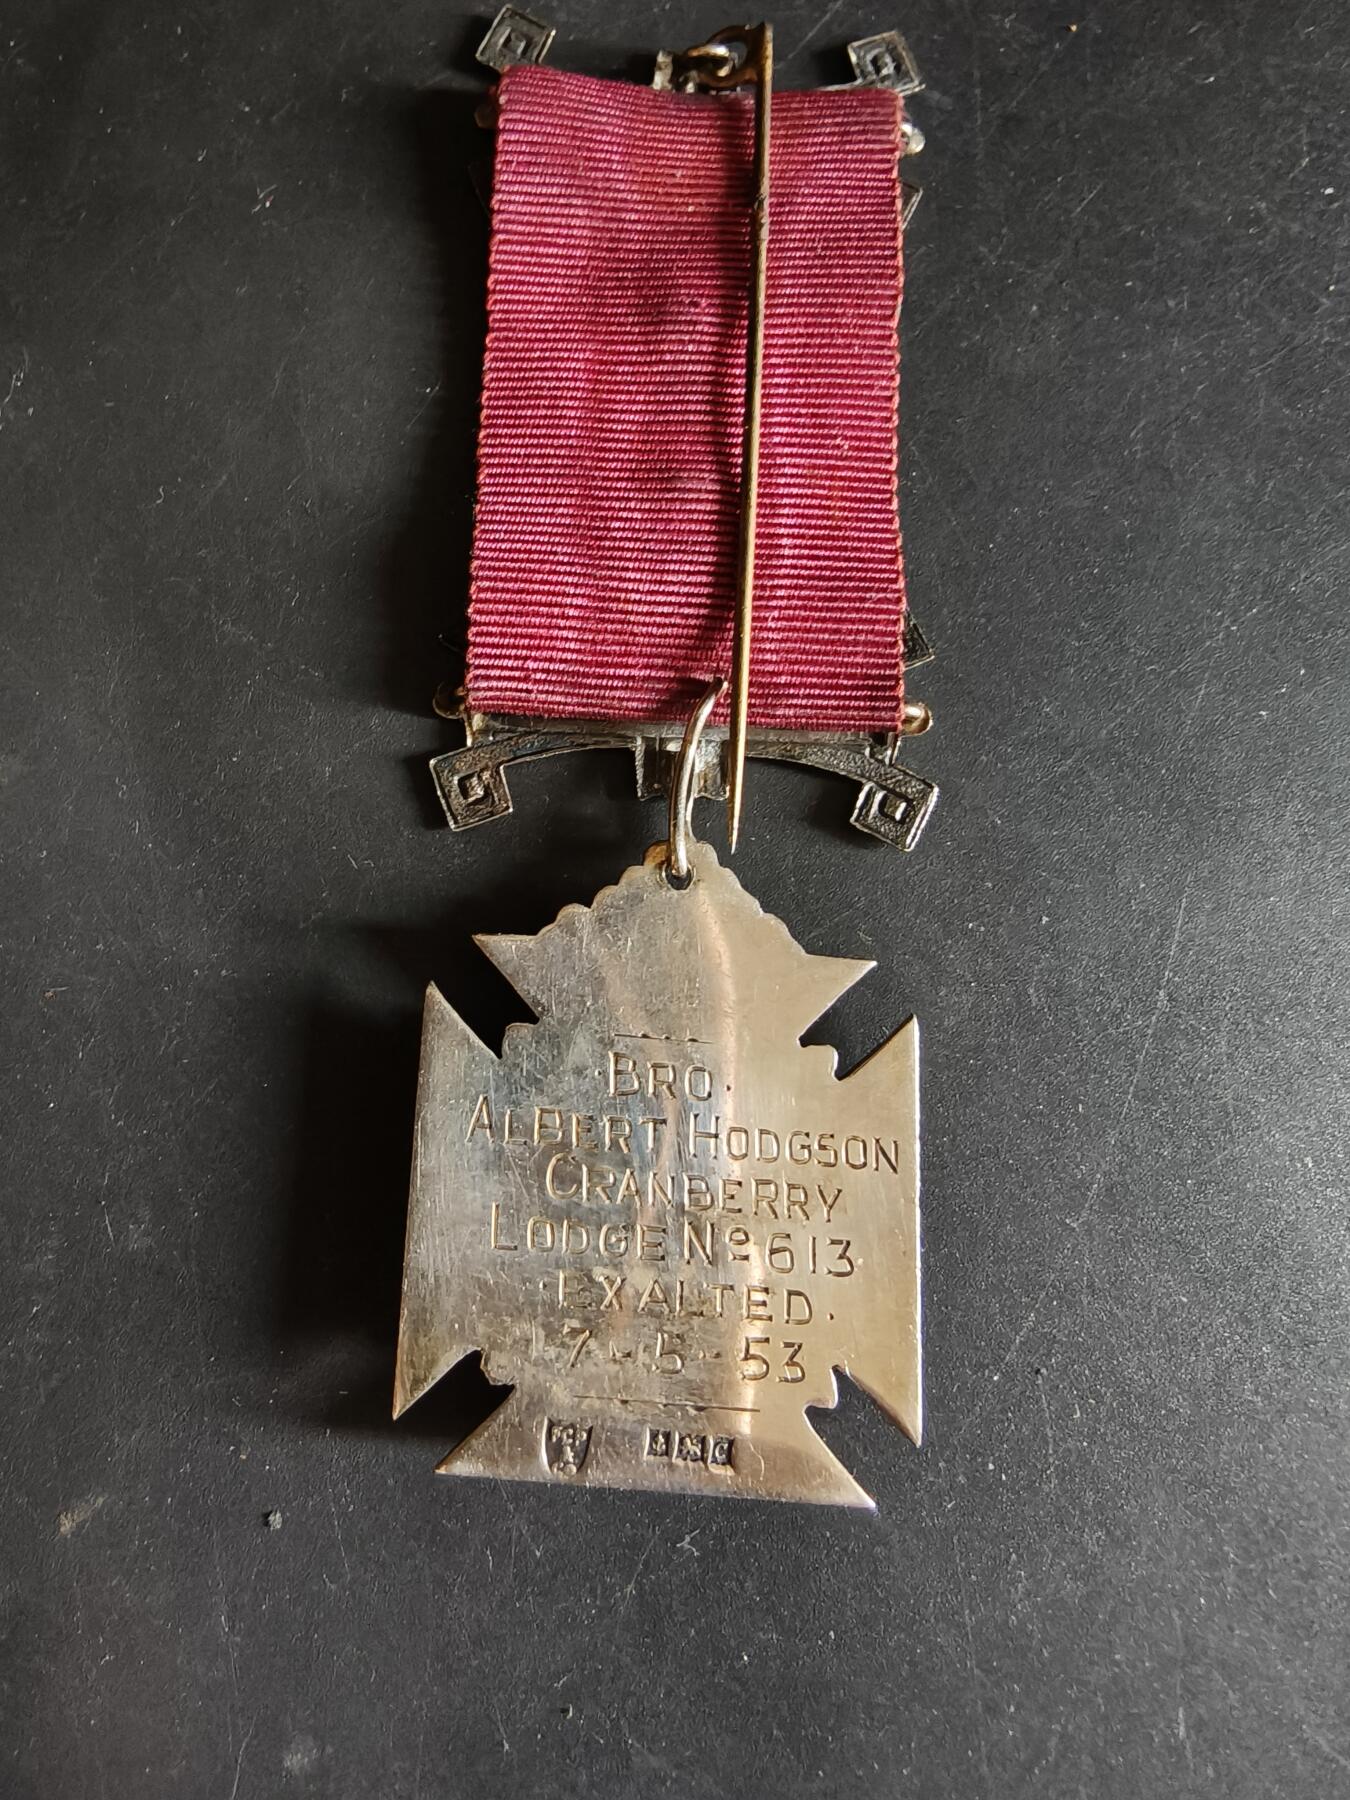 ·BRO·
ALBERT HODGSON
CRANBERRY
LODGE Nº 613
·EXALTED.
7-5-53